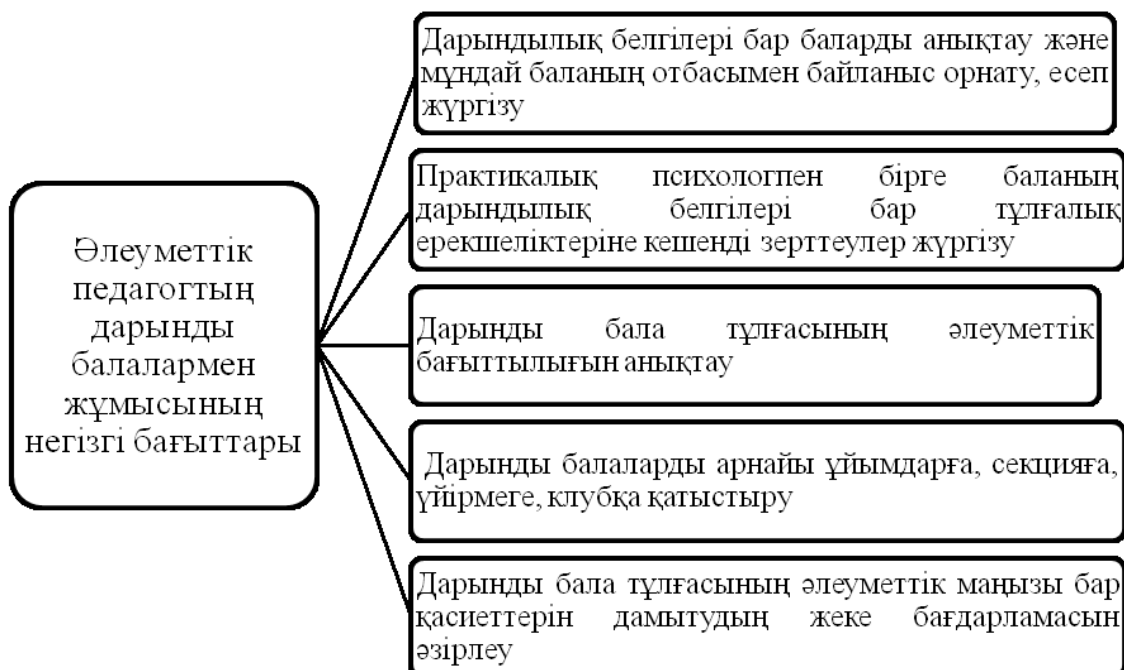 Әлеуметтік
педагогтың
дарынды
балалармен
жұмысының
негізгі бағыттары
Дарындылық белгілері бар баларды анықтау және
мұндай баланың отбасымен байланыс орнату, есеп
жүргізу
Практикалық психологпен бірге баланың
дарындылық белгілері бар тұлғалық
ерекшеліктеріне кешенді зерттеулер жүргізу
Дарынды бала тұлғасының әлеуметтік
бағыттылығын анықтау
Дарынды балаларды арнайы ұйымдарға, секцияға,
үйірмеге, клубқа қатыстыру
Дарынды бала тұлғасының әлеуметтік маңызы бар
қасиеттерін дамытудың жеке бағдарламасын
әзірлеу